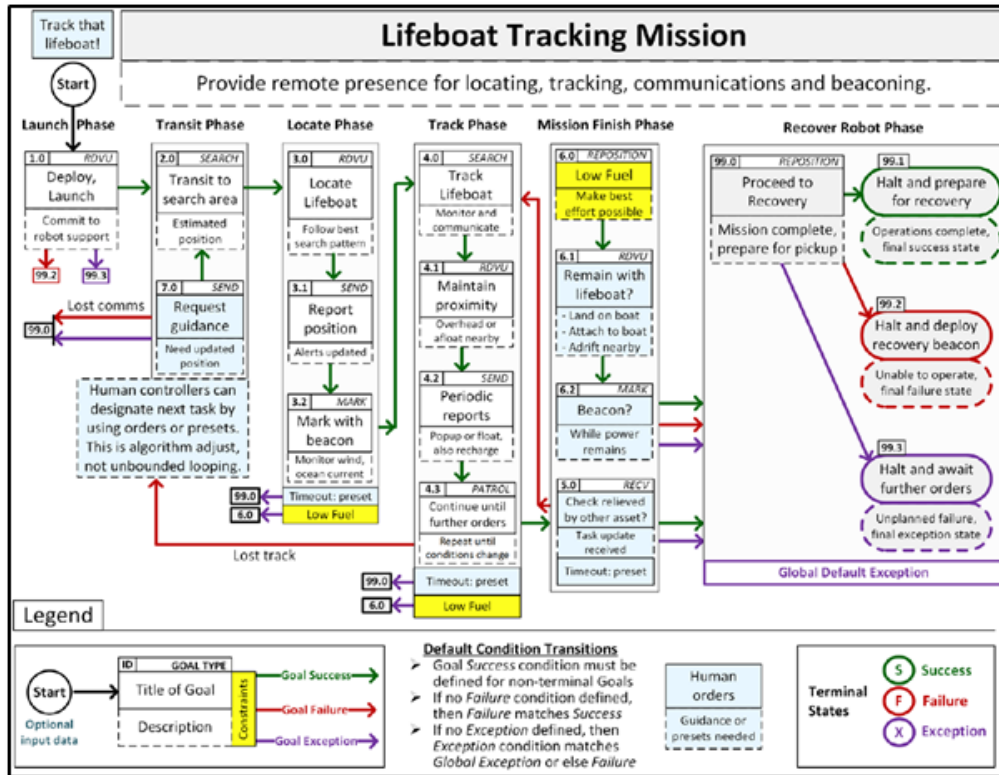 Track that
lifeboat!
Lifeboat Tracking Mission
Provide remote presence for locating, tracking, communications and beaconing.
Start
Launch Phase
1.0 RDVU
Deploy,
Launch
Commit to
robot support
99.2
99.3
Transit Phase
2.0 SEARCH
Transit to
search area
Estimated
position
7.0 SEND
Request
guidance
Need updated
position
Lost comms
99.0
Human controllers can
designate next task by
using orders or presets.
This is algorithm adjust,
not unbounded looping.
Locate Phase
3.0 RDVU
Locate
Lifeboat
Follow best
search pattern
3.1 SEND
Report
position
Alerts updated
3.2 MARK
Mark with
beacon
Monitor wind,
ocean current
99.0 Timeout: preset
6.0 Low Fuel
Lost track
Track Phase
4.0 SEARCH
Track
Lifeboat
Monitor and
communicate
4.1 RDVU
Maintain
proximity
Overhead or
afloat nearby
4.2 SEND
Periodic
reports
Popup or float,
also recharge
4.3 PATROL
Continue until
further orders
Repeat until
conditions change
99.0 Timeout: preset
6.0 Low Fuel
Mission Finish Phase
6.0 REPOSITION
Low Fuel
Make best
effort possible
6.1 RDVU
Remain with
lifeboat?
- Land on boat
- Attach to boat
- Adrift nearby
6.2 MARK
Beacon?
While power
remains
5.0 RECV
Check relieved
by other asset?
Task update
received
Timeout: preset
Recover Robot Phase
99.0 REPOSITION
Proceed to
Recovery
Mission complete,
prepare for pickup
99.1
Halt and prepare
for recovery
Operations complete,
final success state
99.2
Halt and deploy
recovery beacon
Unable to operate,
final failure state
99.3
Halt and await
further orders
Unplanned failure,
final exception state
Global Default Exception
Legend
Start
Optional
input data
ID GOAL TYPE
Title of Goal
Description
Constraints
Goal Success
Goal Failure
Goal Exception
Default Condition Transitions
➢ Goal Success condition must be
defined for non-terminal Goals
➢ If no Failure condition defined,
then Failure matches Success
➢ If no Exception defined, then
Exception condition matches
Global Exception or else Failure
Human
orders
Guidance or
presets needed
Terminal
States
S Success
F Failure
X Exception